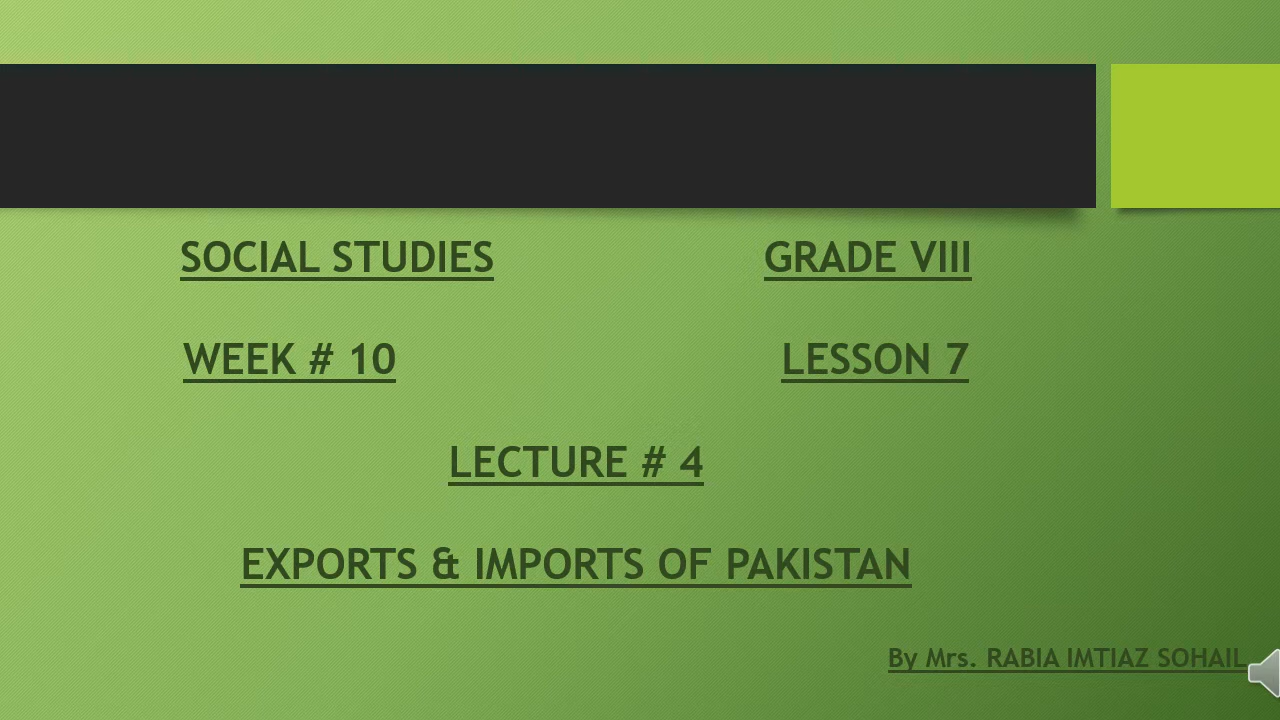 SOCIAL STUDIES GRADE VIII
WEEK # 10 LESSON 7
LECTURE # 4
EXPORTS & IMPORTS OF PAKISTAN
By Mrs. RABIA IMTIAZ SOHAIL